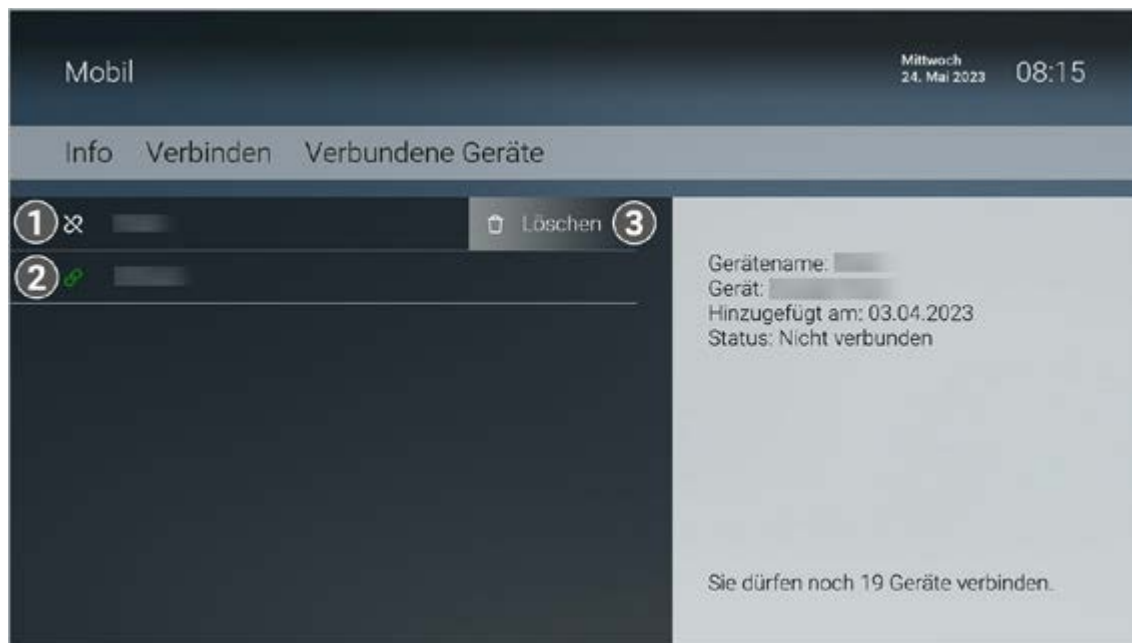 Mobil
Mittwoch
24. Mai 2023
08:15
Info Verbinden Verbundene Geräte
1
Löschen 3
2
Gerätename:
Gerät:
Hinzugefügt am: 03.04.2023
Status: Nicht verbunden
Sie dürfen noch 19 Geräte verbinden.